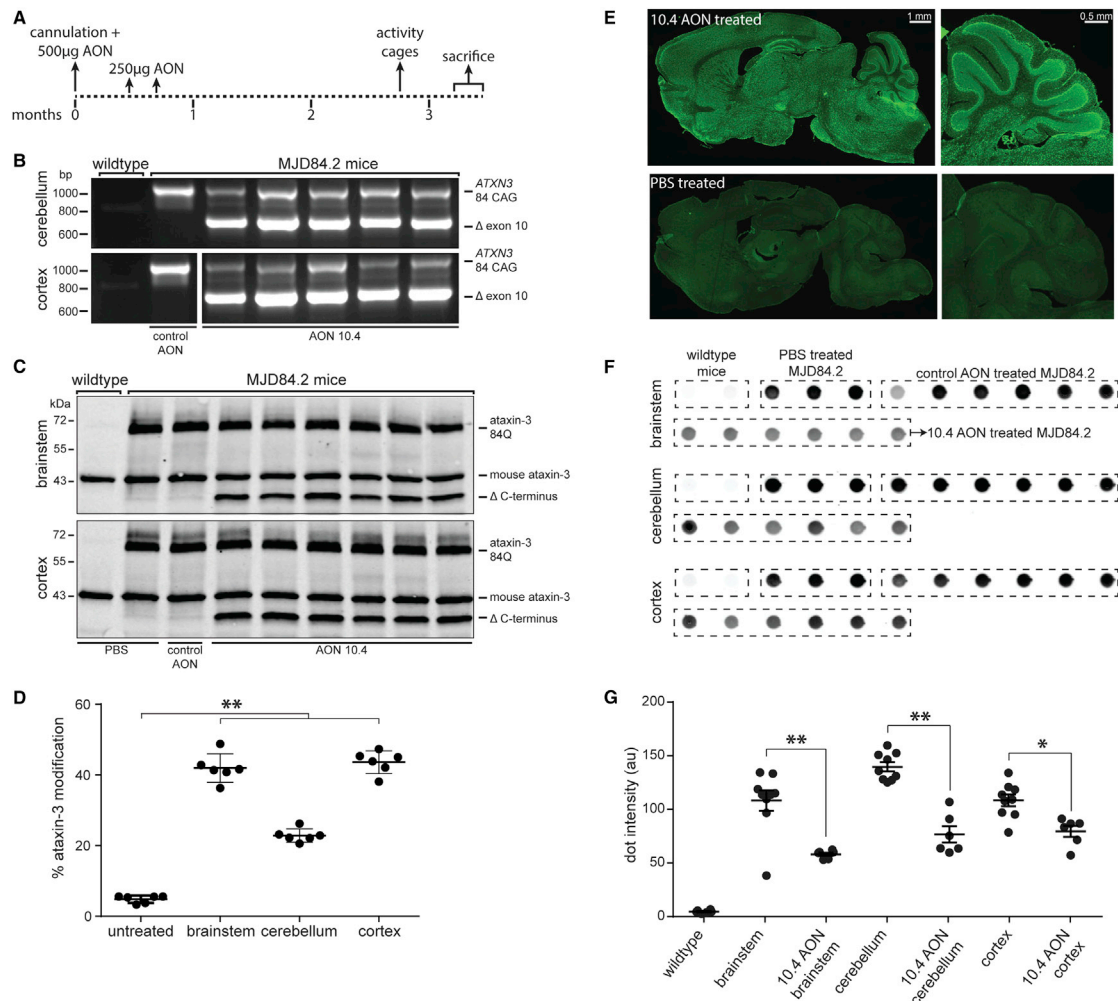 A
cannulation +
500μg AON
250μg AON
activity
cages
sacrifice
months 0 1 2 3
B
wildtype MJD84.2 mice
bp
cerebellum
1000
800
600
ATXN3
84 CAG
Δ exon 10
cortex
1000
800
600
ATXN3
84 CAG
Δ exon 10
control
AON
AON 10.4
C
wildtype MJD84.2 mice
kDa
brainstem
72
55
43
ataxin-3
84Q
mouse ataxin-3
Δ C-terminus
cortex
72
55
43
ataxin-3
84Q
mouse ataxin-3
Δ C-terminus
PBS
control
AON
AON 10.4
D
% ataxin-3 modification
60
40
20
0
**
untreated brainstem cerebellum cortex
E
10.4 AON treated
1 mm
0.5 mm
PBS treated
F
wildtype
mice
PBS treated
MJD84.2
control AON treated MJD84.2
brainstem
10.4 AON treated MJD84.2
cerebellum
cortex
G
dot intensity (au)
200
150
100
50
0
**
**
*
wildtype
brainstem
10.4 AON
brainstem
cerebellum
10.4 AON
cerebellum
cortex
10.4 AON
cortex